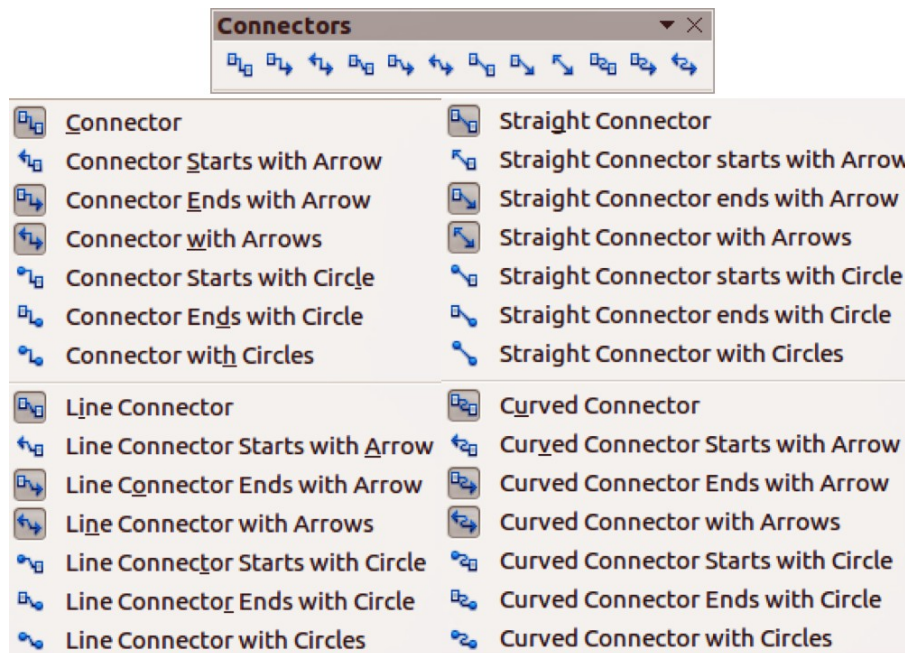 Connectors
Connector
Connector Starts with Arrow
Connector Ends with Arrow
Connector with Arrows
Connector Starts with Circle
Connector Ends with Circle
Connector with Circles
Line Connector
Line Connector Starts with Arrow
Line Connector Ends with Arrow
Line Connector with Arrows
Line Connector Starts with Circle
Line Connector Ends with Circle
Line Connector with Circles
Straight Connector
Straight Connector starts with Arrow
Straight Connector ends with Arrow
Straight Connector with Arrows
Straight Connector starts with Circle
Straight Connector ends with Circle
Straight Connector with Circles
Curved Connector
Curved Connector Starts with Arrow
Curved Connector Ends with Arrow
Curved Connector with Arrows
Curved Connector Starts with Circle
Curved Connector Ends with Circle
Curved Connector with Circles